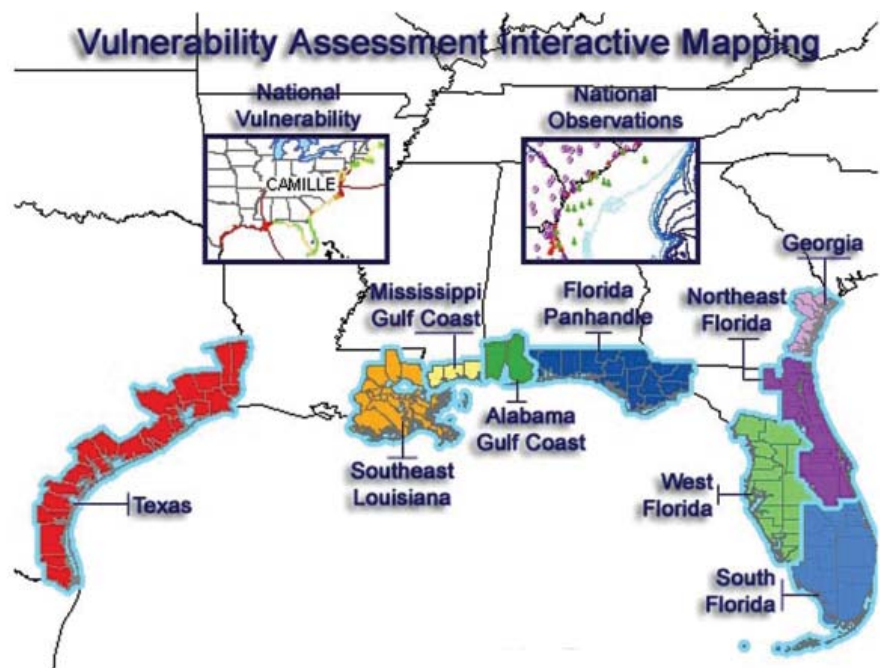 Vulnerability Assessment Interactive Mapping
National
Vulnerability
National
Observations
CAMILLE
Georgia
Mississippi
Gulf Coast
Florida
Panhandle
Northeast
Florida
Alabama
Gulf Coast
Southeast
Louisiana
Texas
West
Florida
South
Florida